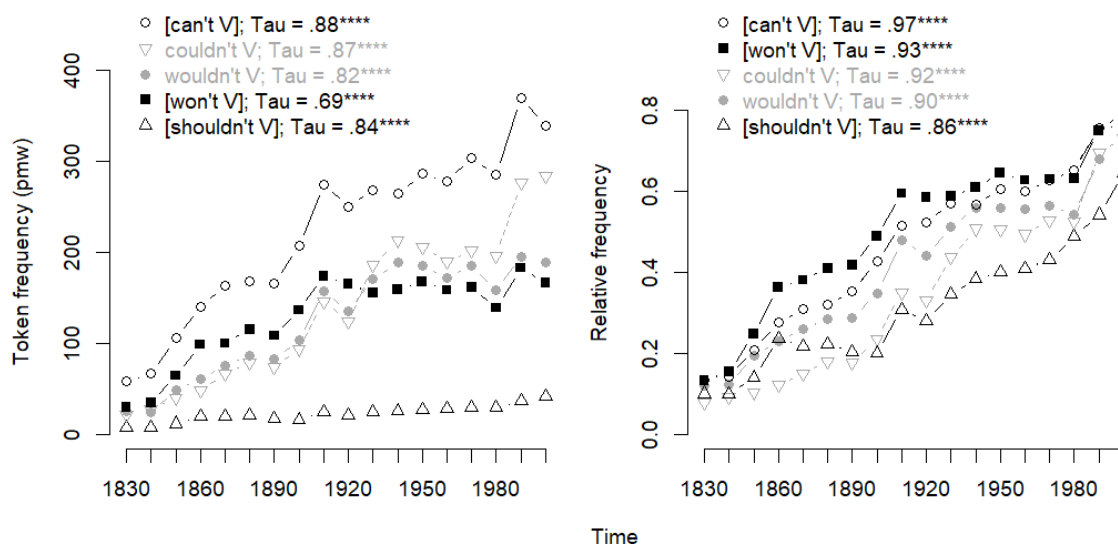 [can't V]; Tau = .88****
couldn't V; Tau = .87****
wouldn't V; Tau = .82****
[won't V]; Tau = .69****
[shouldn't V]; Tau = .84****
Token frequency (pmw)
400
300
200
100
0
1830 1860 1890 1920 1950 1980
[can't V]; Tau = .97****
[won't V]; Tau = .93****
couldn't V; Tau = .92****
wouldn't V; Tau = .90****
[shouldn't V]; Tau = .86****
Relative frequency
0.8
0.6
0.4
0.2
0.0
1830 1860 1890 1920 1950 1980
Time